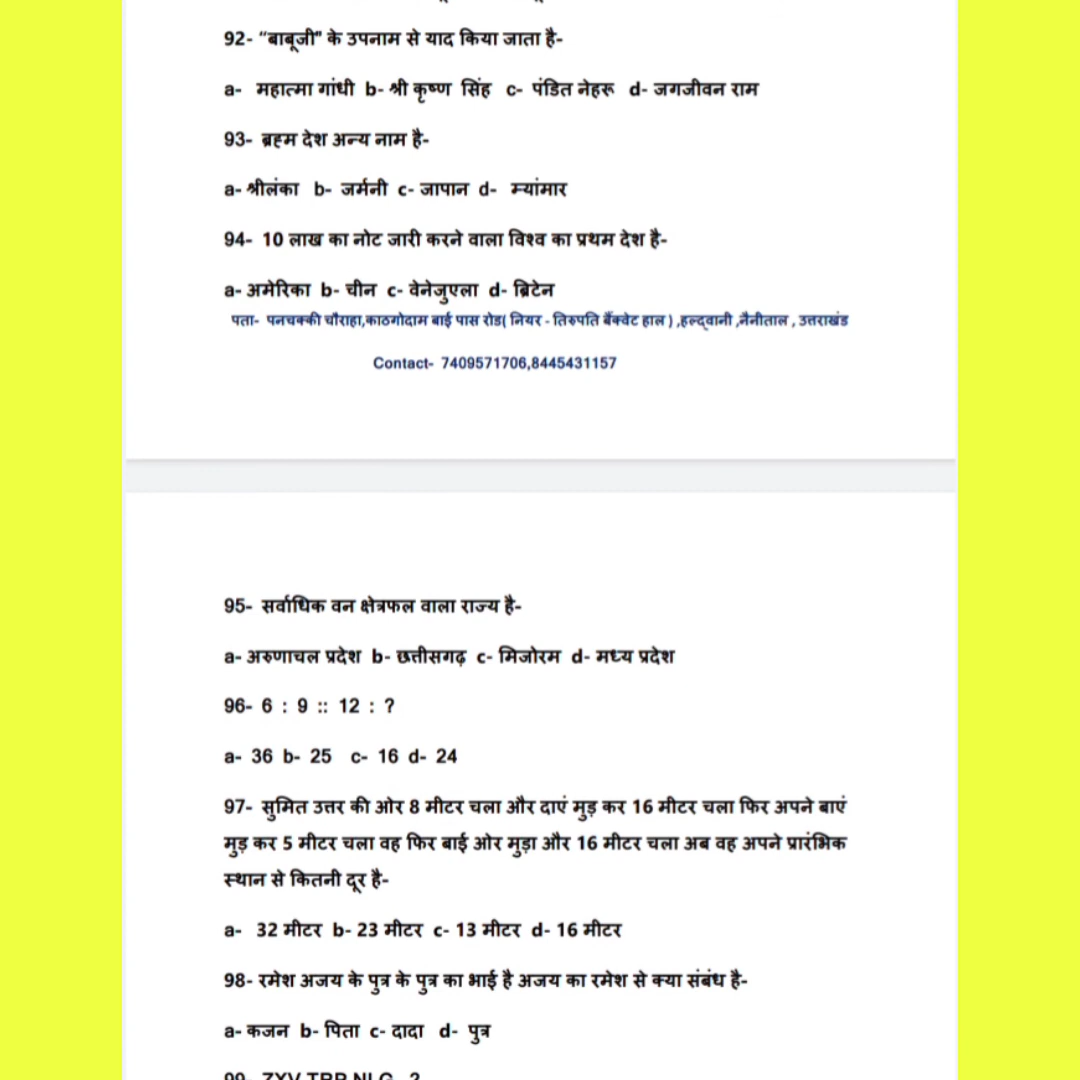 92- “बाबूजी” के उपनाम से याद किया जाता है-
a- महात्मा गांधी b- श्री कृष्ण सिंह c- पंडित नेहरू d- जगजीवन राम
93- ब्रह्म देश अन्य नाम है-
a- श्रीलंका b- जर्मनी c- जापान d- म्यांमार
94- 10 लाख का नोट जारी करने वाला विश्व का प्रथम देश है-
a- अमेरिका b- चीन c- वेनेजुएला d- ब्रिटेन
पता- पनचक्की चौराहा,काठगोदाम बाई पास रोड( नियर - तिरुपति बैंक्वेट हाल ) ,हल्द्वानी ,नैनीताल , उत्तराखंड
Contact- 7409571706,8445431157
95- सर्वाधिक वन क्षेत्रफल वाला राज्य है-
a- अरुणाचल प्रदेश b- छत्तीसगढ़ c- मिजोरम d- मध्य प्रदेश
96- 6 : 9 :: 12 : ?
a- 36 b- 25 c- 16 d- 24
97- सुमित उत्तर की ओर 8 मीटर चला और दाएं मुड़ कर 16 मीटर चला फिर अपने बाएं
मुड़ कर 5 मीटर चला वह फिर बाई ओर मुड़ा और 16 मीटर चला अब वह अपने प्रारंभिक
स्थान से कितनी दूर है-
a- 32 मीटर b- 23 मीटर c- 13 मीटर d- 16 मीटर
98- रमेश अजय के पुत्र के पुत्र का भाई है अजय का रमेश से क्या संबंध है-
a- कजन b- पिता c- दादा d- पुत्र